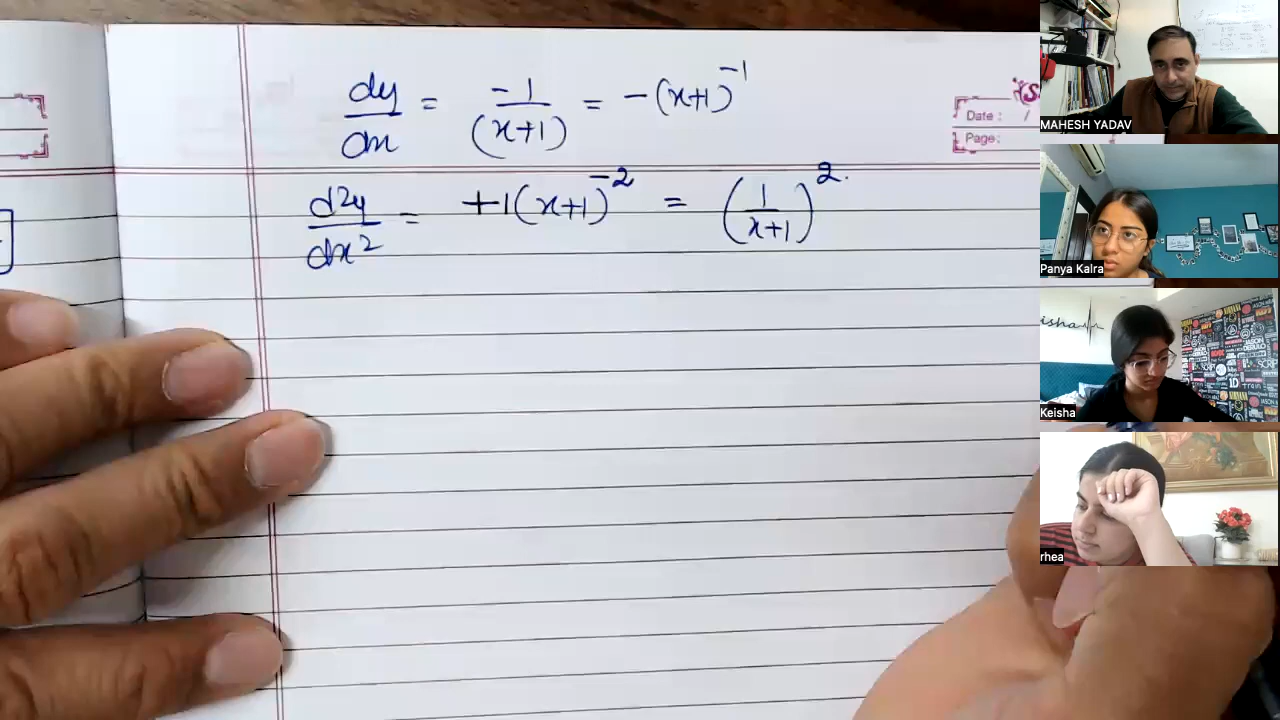 dy/dx = -1/(x+1) = -(x+1)^-1
d2y/dx2 = +1(x+1)^-2 = (1/(x+1))^2.
Date: /
Page:
MAHESH YADAV
Panya Kalra
Keisha
rhea